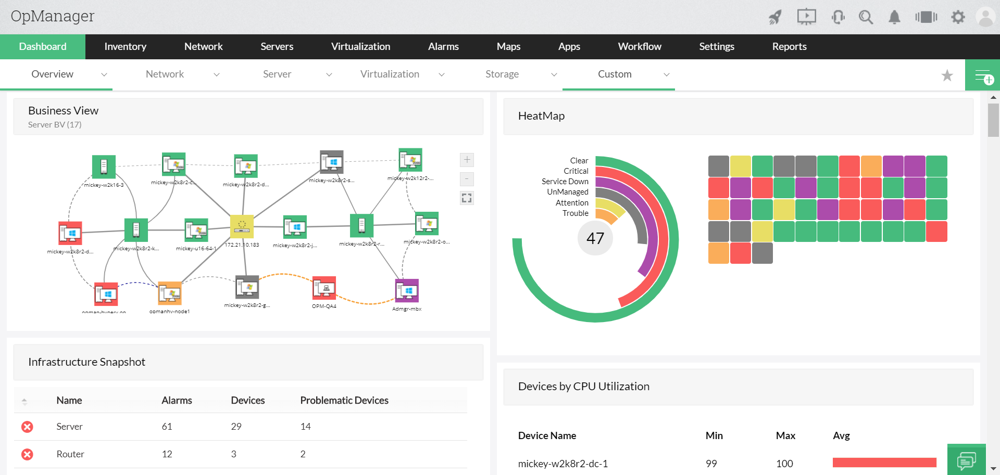 OpManager
Dashboard Inventory Network Servers Virtualization Alarms Maps Apps Workflow Settings Reports
Overview Network Server Virtualization Storage Custom
Business View
Server BV (17)
mickey-w2k16-3
mickey-w2k8r2-c...
mickey-w2k8r2-d...
mickey-w2k8r2-s...
mickey-w2k12r2-...
mickey-w2k8r2-d...
mickey-w2k8r2-k...
mickey-u16-64-1
172.21.10.183
mickey-w2k8r2-j...
mickey-w2k8r2-r...
mickey-w2k8r2-o...
opmanhv-node1
mickey-w2k8r2-g...
OPM-QA4
Admgr-mbx
HeatMap
Clear
Critical
Service Down
UnManaged
Attention
Trouble
47
Infrastructure Snapshot
Name Alarms Devices Problematic Devices
Server 61 29 14
Router 12 3 2
Devices by CPU Utilization
Device Name Min Max Avg
mickey-w2k8r2-dc-1 99 100